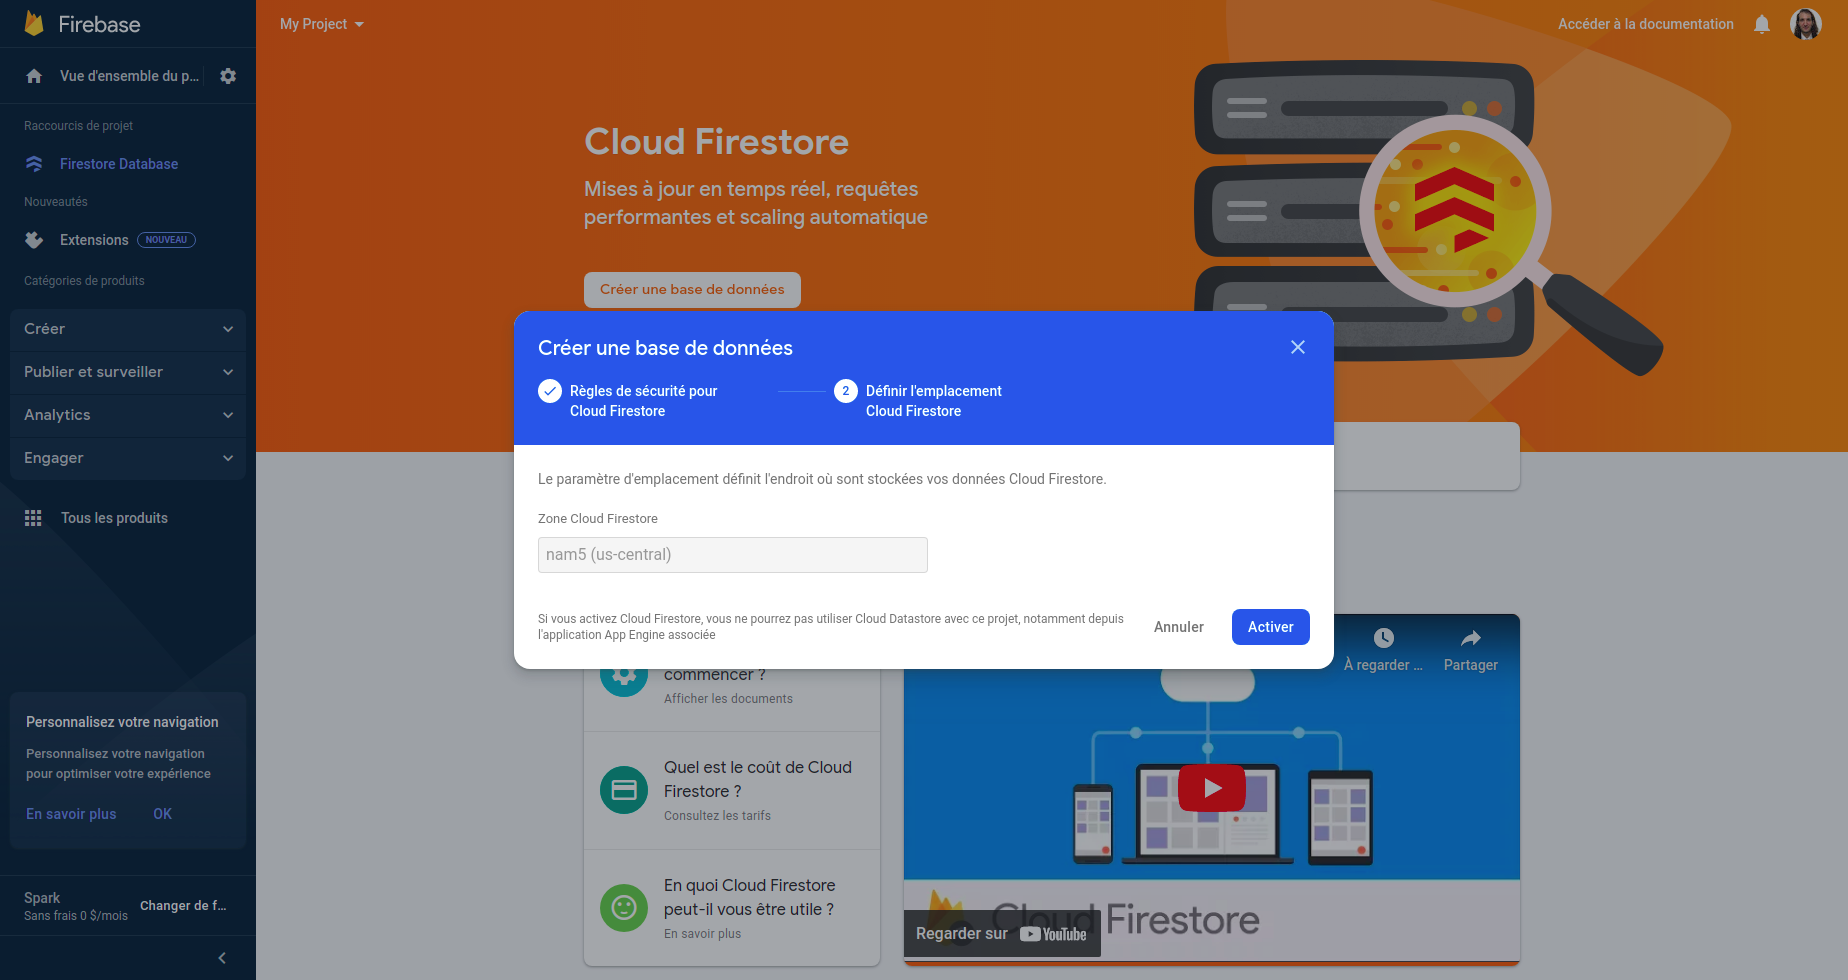 Firebase
Vue d'ensemble du p...
Raccourcis de projet
Firestore Database
Nouveautés
Extensions NOUVEAU
Catégories de produits
Créer
Publier et surveiller
Analytics
Engager
Tous les produits
Personnalisez votre navigation
Personnalisez votre navigation
pour optimiser votre expérience
En savoir plus OK
Spark
Sans frais 0 $/mois
Changer de f...
My Project
Accéder à la documentation
Cloud Firestore
Mises à jour en temps réel, requêtes
performantes et scaling automatique
Créer une base de données
Créer une base de données
Règles de sécurité pour
Cloud Firestore
2 Définir l'emplacement
Cloud Firestore
Le paramètre d'emplacement définit l'endroit où sont stockées vos données Cloud Firestore.
Zone Cloud Firestore
nam5 (us-central)
Si vous activez Cloud Firestore, vous ne pourrez pas utiliser Cloud Datastore avec ce projet, notamment depuis
l'application App Engine associée
Annuler
Activer
commencer ?
Afficher les documents
Quel est le coût de Cloud
Firestore ?
Consultez les tarifs
En quoi Cloud Firestore
peut-il vous être utile ?
En savoir plus
À regarder ...
Partager
Cloud Firestore
Regarder sur YouTube